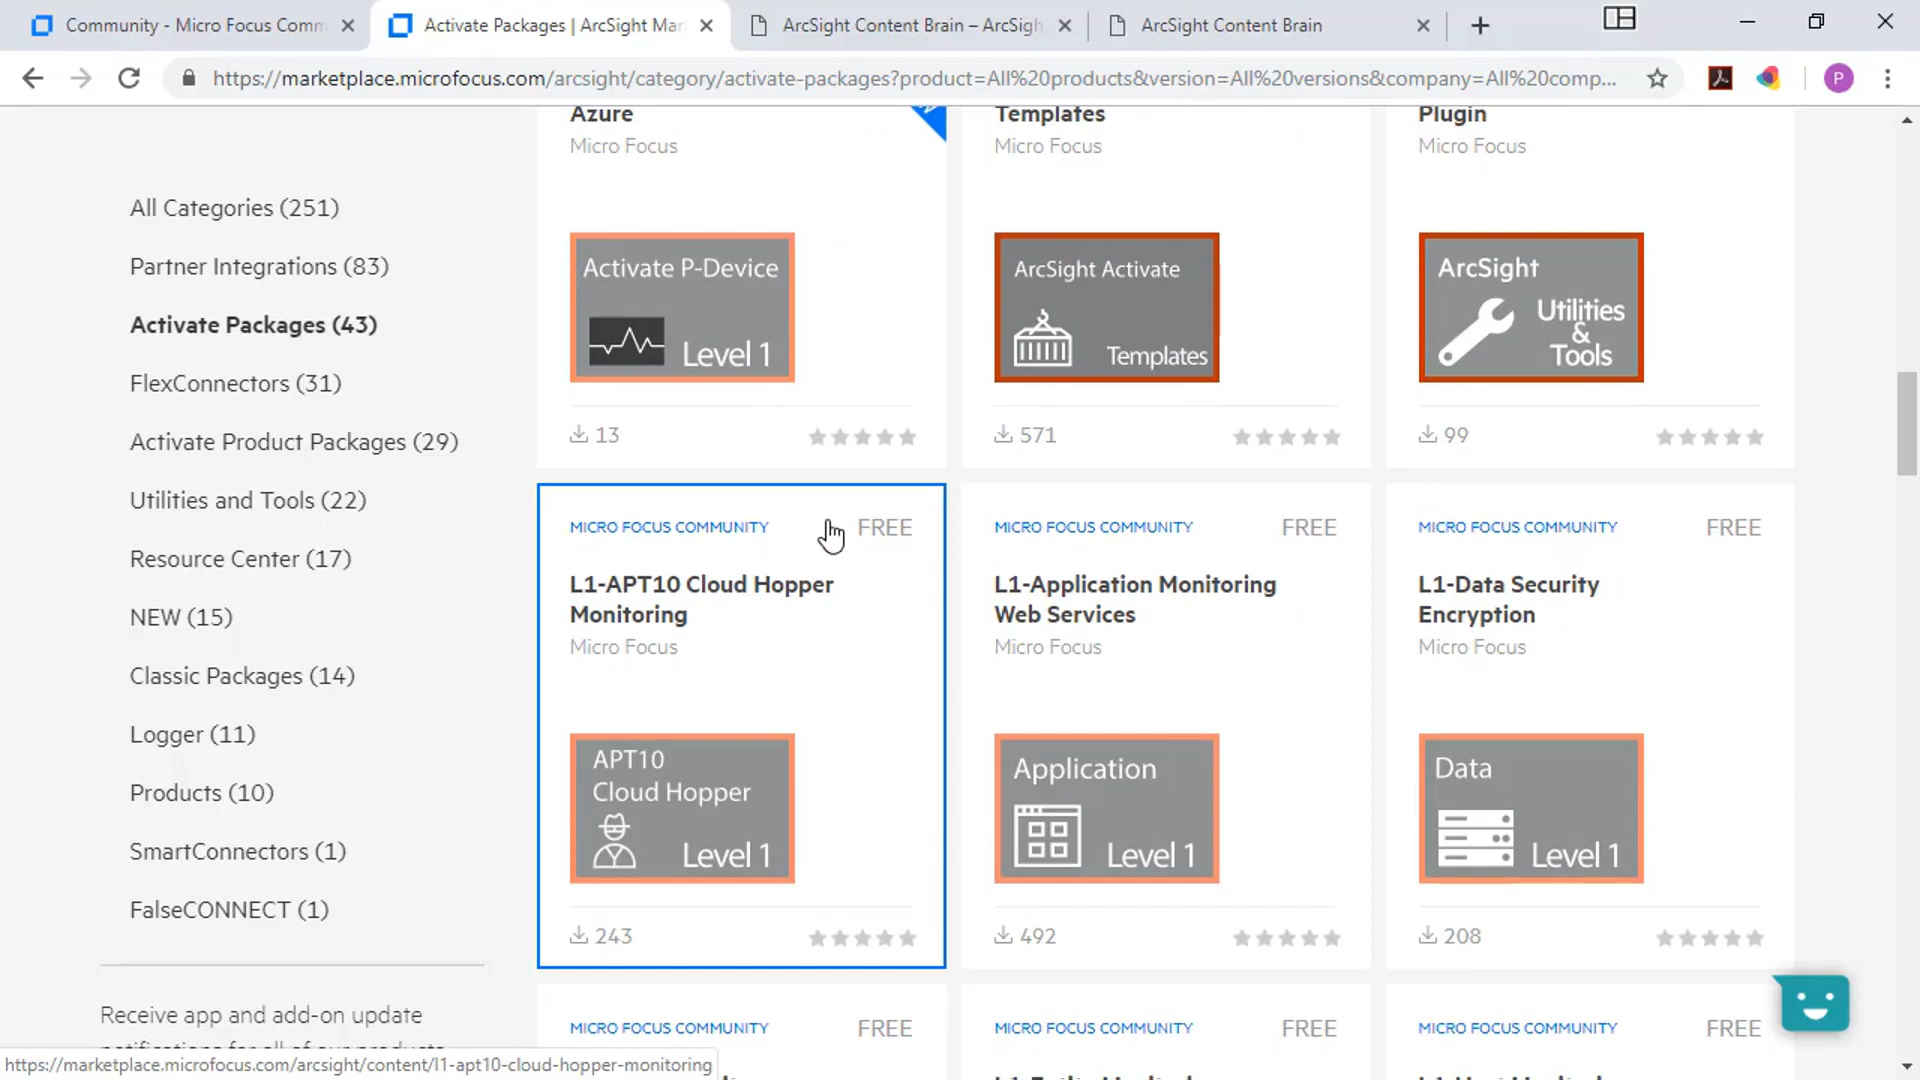 Community - Micro Focus Comm
Activate Packages | ArcSight Mar
ArcSight Content Brain – ArcSigh
ArcSight Content Brain
https://marketplace.microfocus.com/arcsight/category/activate-packages?product=All%20products&version=All%20versions&company=All%20comp...
P
All Categories (251)
Partner Integrations (83)
Activate Packages (43)
FlexConnectors (31)
Activate Product Packages (29)
Utilities and Tools (22)
Resource Center (17)
NEW (15)
Classic Packages (14)
Logger (11)
Products (10)
SmartConnectors (1)
FalseCONNECT (1)
Receive app and add-on update
notifications for all of our products
Azure
Micro Focus
Activate P-Device
Level 1
13
Templates
Micro Focus
ArcSight Activate
Templates
571
Plugin
Micro Focus
ArcSight
Utilities
&
Tools
99
MICRO FOCUS COMMUNITY FREE
L1-APT10 Cloud Hopper
Monitoring
Micro Focus
APT10
Cloud Hopper
Level 1
243
MICRO FOCUS COMMUNITY FREE
L1-Application Monitoring
Web Services
Micro Focus
Application
Level 1
492
MICRO FOCUS COMMUNITY FREE
L1-Data Security
Encryption
Micro Focus
Data
Level 1
208
MICRO FOCUS COMMUNITY FREE
MICRO FOCUS COMMUNITY FREE
MICRO FOCUS COMMUNITY FREE
https://marketplace.microfocus.com/arcsight/content/l1-apt10-cloud-hopper-monitoring